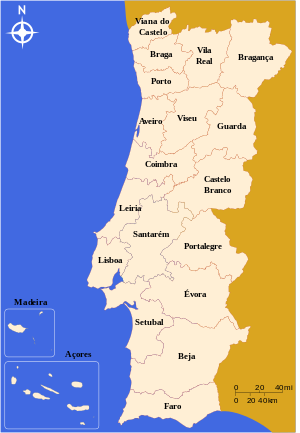 N
Viana do
Castelo
Braga
Vila
Real
Bragança
Porto
Aveiro
Viseu
Guarda
Coimbra
Castelo
Branco
Leiria
Santarém
Lisboa
Portalegre
Évora
Madeira
Setubal
Açores
Beja
Faro
0 20 40mi
0 20 40km